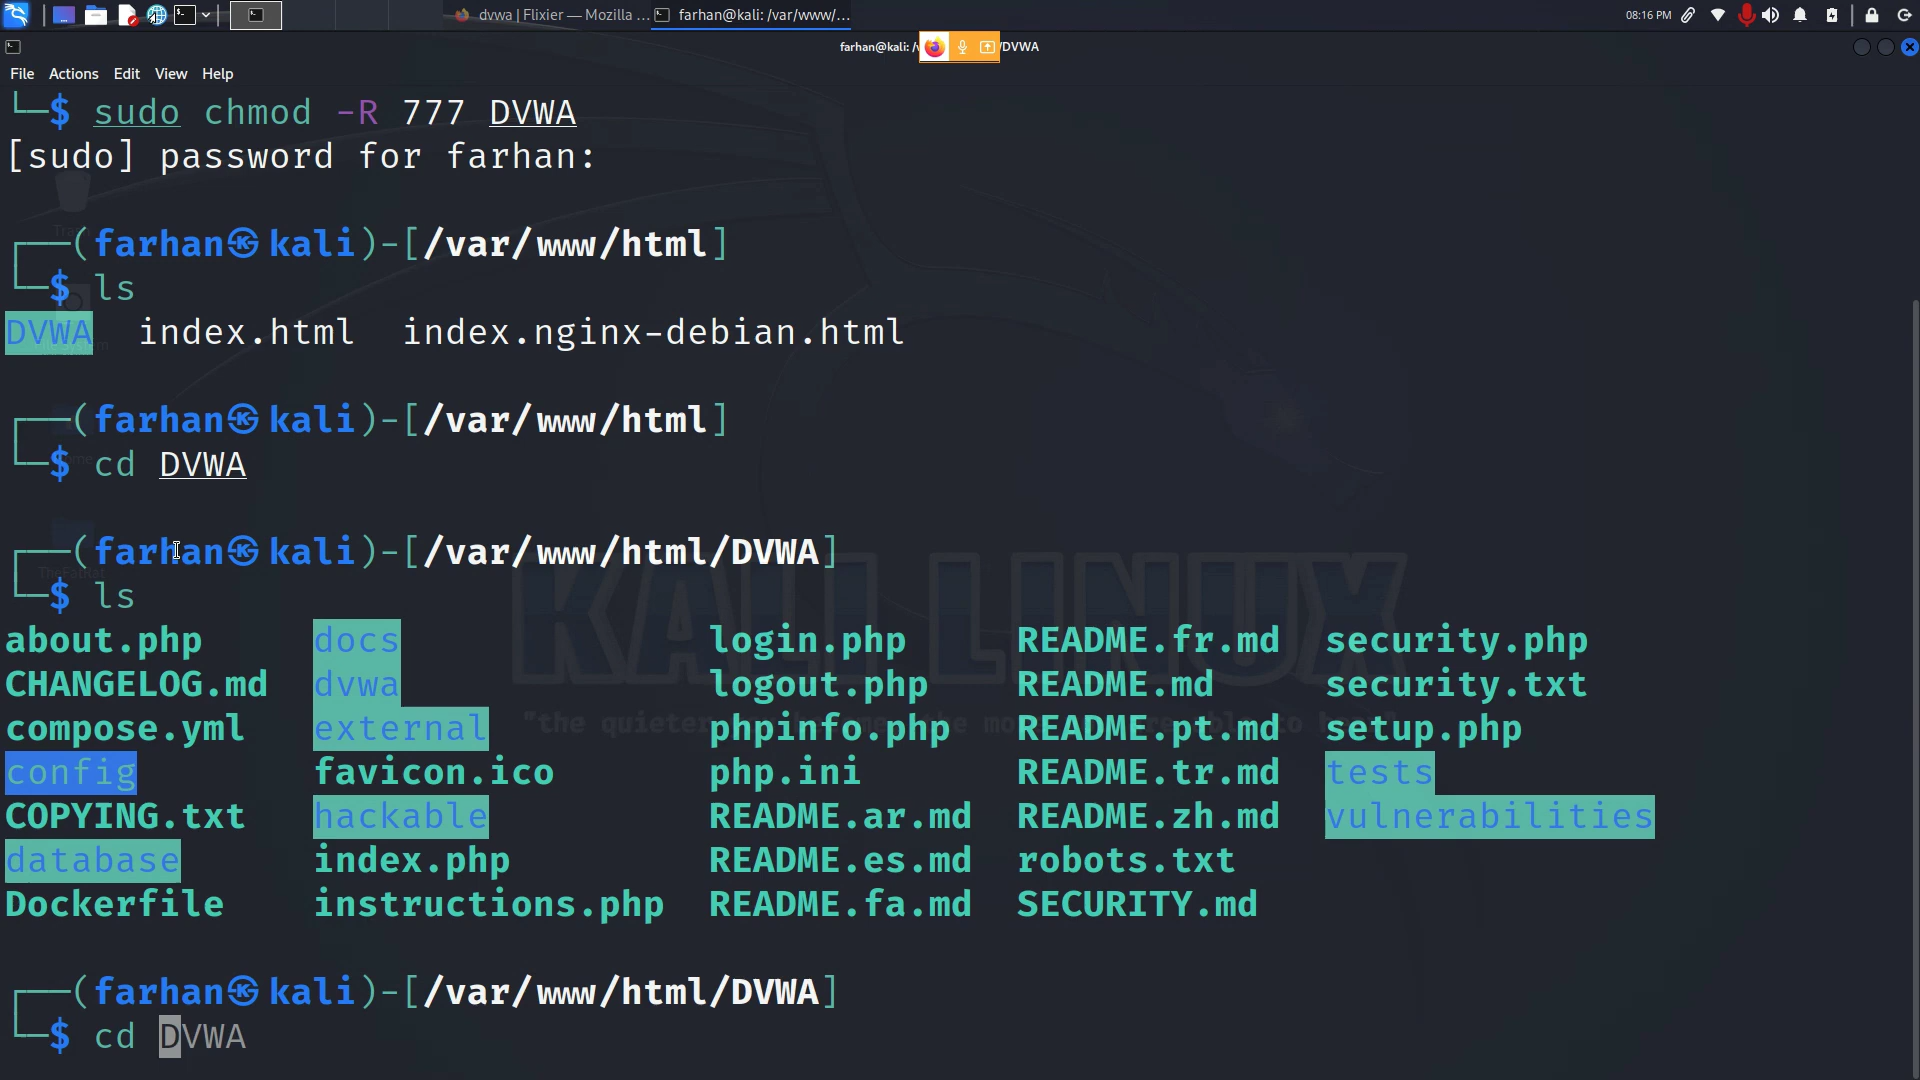 dvwa | Flixier — Mozilla ...
farhan@kali: /var/www/...
08:16 PM
farhan@kali: /v
/DVWA
File Actions Edit View Help
└─$ sudo chmod -R 777 DVWA
[sudo] password for farhan:
┌──(farhan㉿kali)-[/var/www/html]
└─$ ls
DVWA index.html index.nginx-debian.html
┌──(farhan㉿kali)-[/var/www/html]
└─$ cd DVWA
┌──(farhan㉿kali)-[/var/www/html/DVWA]
└─$ ls
about.php docs login.php README.fr.md security.php
CHANGELOG.md dvwa logout.php README.md security.txt
compose.yml external phpinfo.php README.pt.md setup.php
config favicon.ico php.ini README.tr.md tests
COPYING.txt hackable README.ar.md README.zh.md vulnerabilities
database index.php README.es.md robots.txt
Dockerfile instructions.php README.fa.md SECURITY.md
┌──(farhan㉿kali)-[/var/www/html/DVWA]
└─$ cd DVWA
KALI LINUX